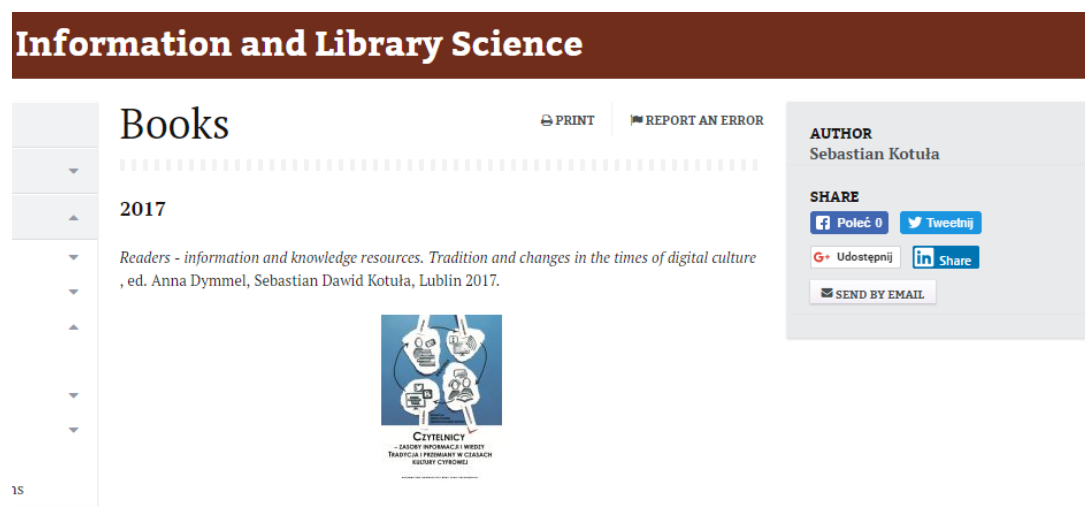 Information and Library Science
Books
PRINT
REPORT AN ERROR
2017
Readers - information and knowledge resources. Tradition and changes in the times of digital culture
, ed. Anna Dymmel, Sebastian Dawid Kotuła, Lublin 2017.
CZYTELNICY
– ZASOBY INFORMACJI I WIEDZY
TRADYCJA I PRZEMIANY W CZASACH
KULTURY CYFROWEJ
AUTHOR
Sebastian Kotuła
SHARE
Poleć 0
Tweetnij
G+ Udostępnij
in Share
SEND BY EMAIL
ns